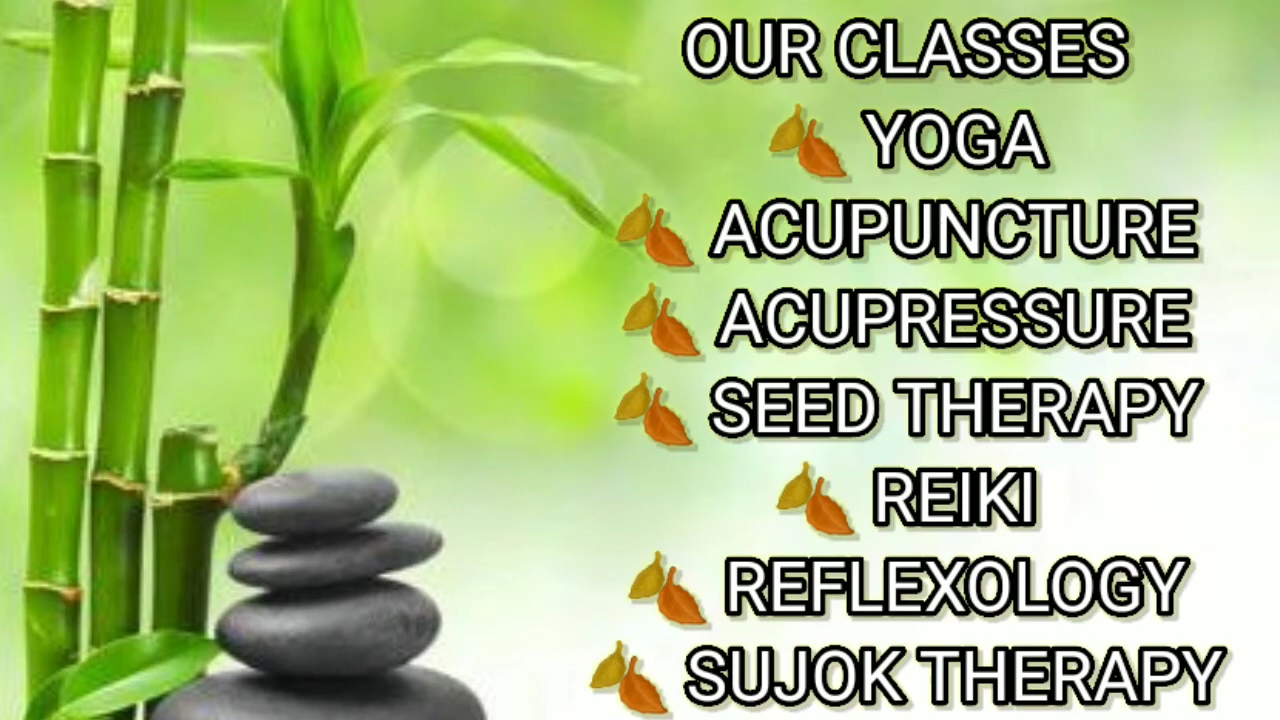 OUR CLASSES
🍂 YOGA
🍂 ACUPUNCTURE
🍂 ACUPRESSURE
🍂 SEED THERAPY
🍂 REIKI
🍂 REFLEXOLOGY
🍂 SUJOK THERAPY